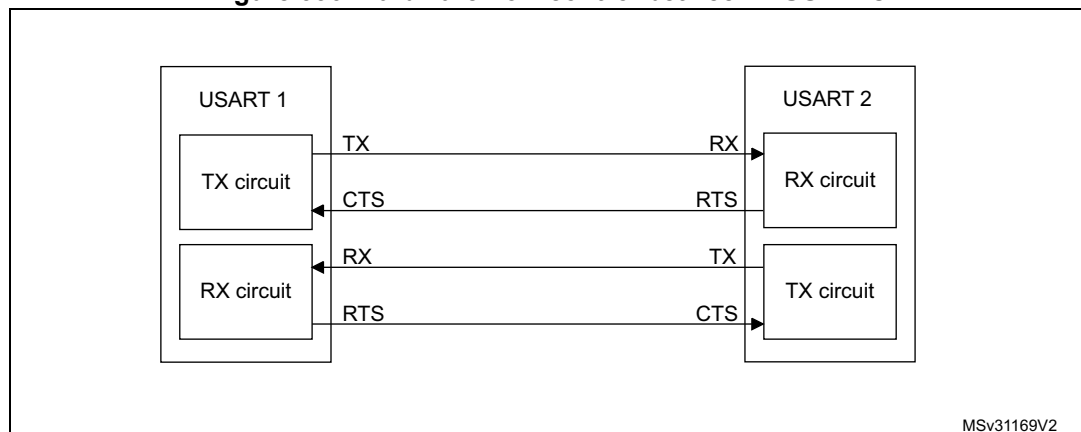 USART 1
USART 2
TX circuit
TX
RX
RX circuit
CTS
RTS
RX circuit
RX
TX
TX circuit
RTS
CTS
MSv31169V2